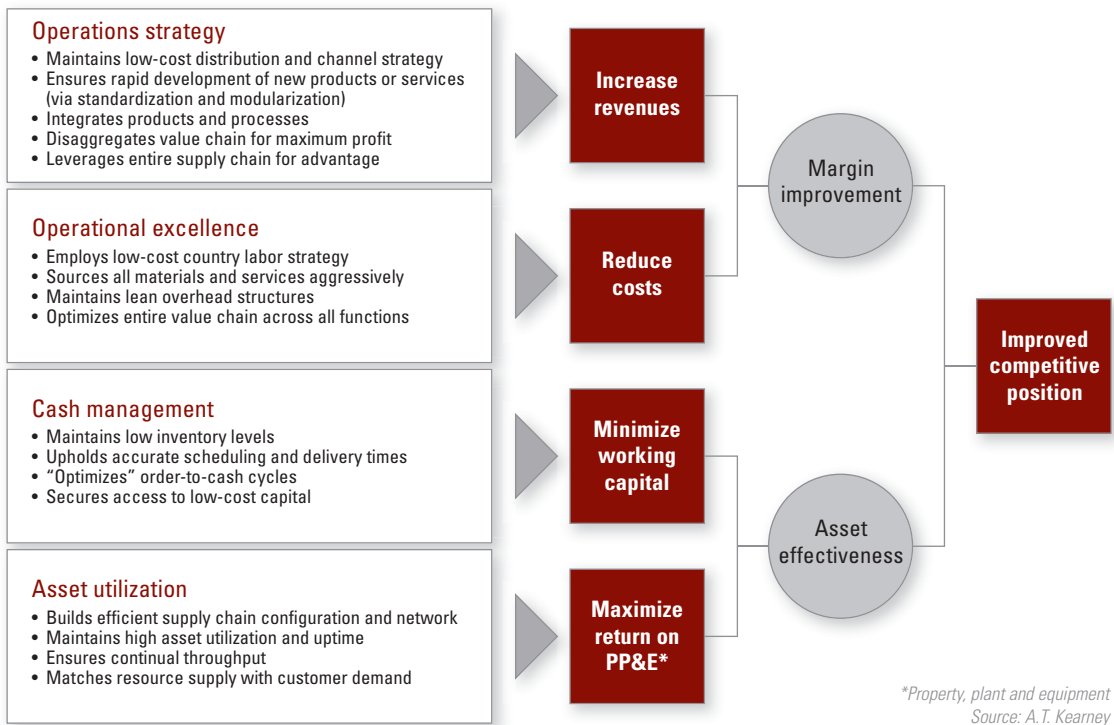 Operations strategy
• Maintains low-cost distribution and channel strategy
• Ensures rapid development of new products or services
(via standardization and modularization)
• Integrates products and processes
• Disaggregates value chain for maximum profit
• Leverages entire supply chain for advantage
Increase
revenues
Margin
improvement
Operational excellence
• Employs low-cost country labor strategy
• Sources all materials and services aggressively
• Maintains lean overhead structures
• Optimizes entire value chain across all functions
Reduce
costs
Improved
competitive
position
Cash management
• Maintains low inventory levels
• Upholds accurate scheduling and delivery times
• “Optimizes” order-to-cash cycles
• Secures access to low-cost capital
Minimize
working
capital
Asset
effectiveness
Asset utilization
• Builds efficient supply chain configuration and network
• Maintains high asset utilization and uptime
• Ensures continual throughput
• Matches resource supply with customer demand
Maximize
return on
PP&E*
*Property, plant and equipment
Source: A.T. Kearney